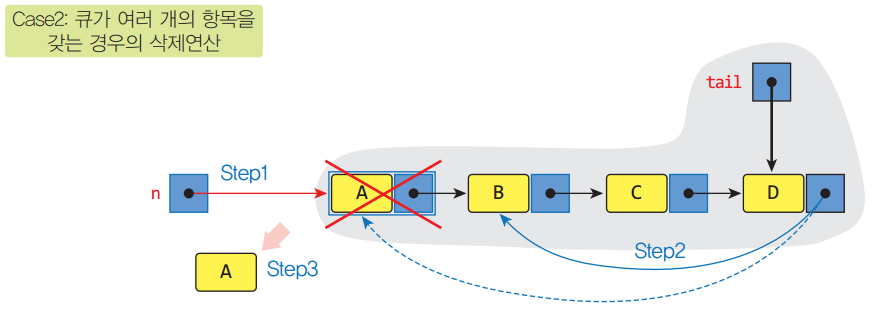 Case2: 큐가 여러 개의 항목을
갖는 경우의 삭제연산
tail
n
Step1
A
B
C
D
Step2
A
Step3